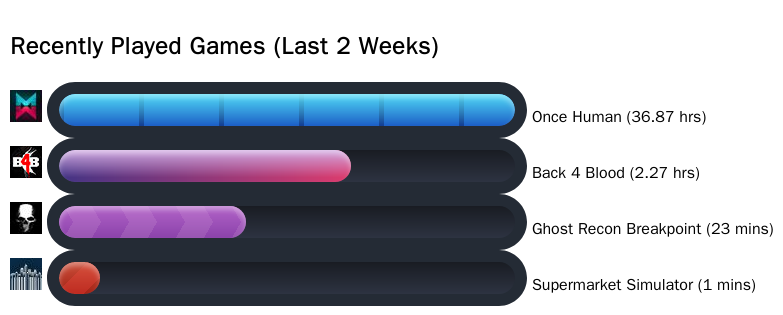 Recently Played Games (Last 2 Weeks)
Once Human (36.87 hrs)
B4B
Back 4 Blood (2.27 hrs)
Ghost Recon Breakpoint (23 mins)
Supermarket Simulator (1 mins)